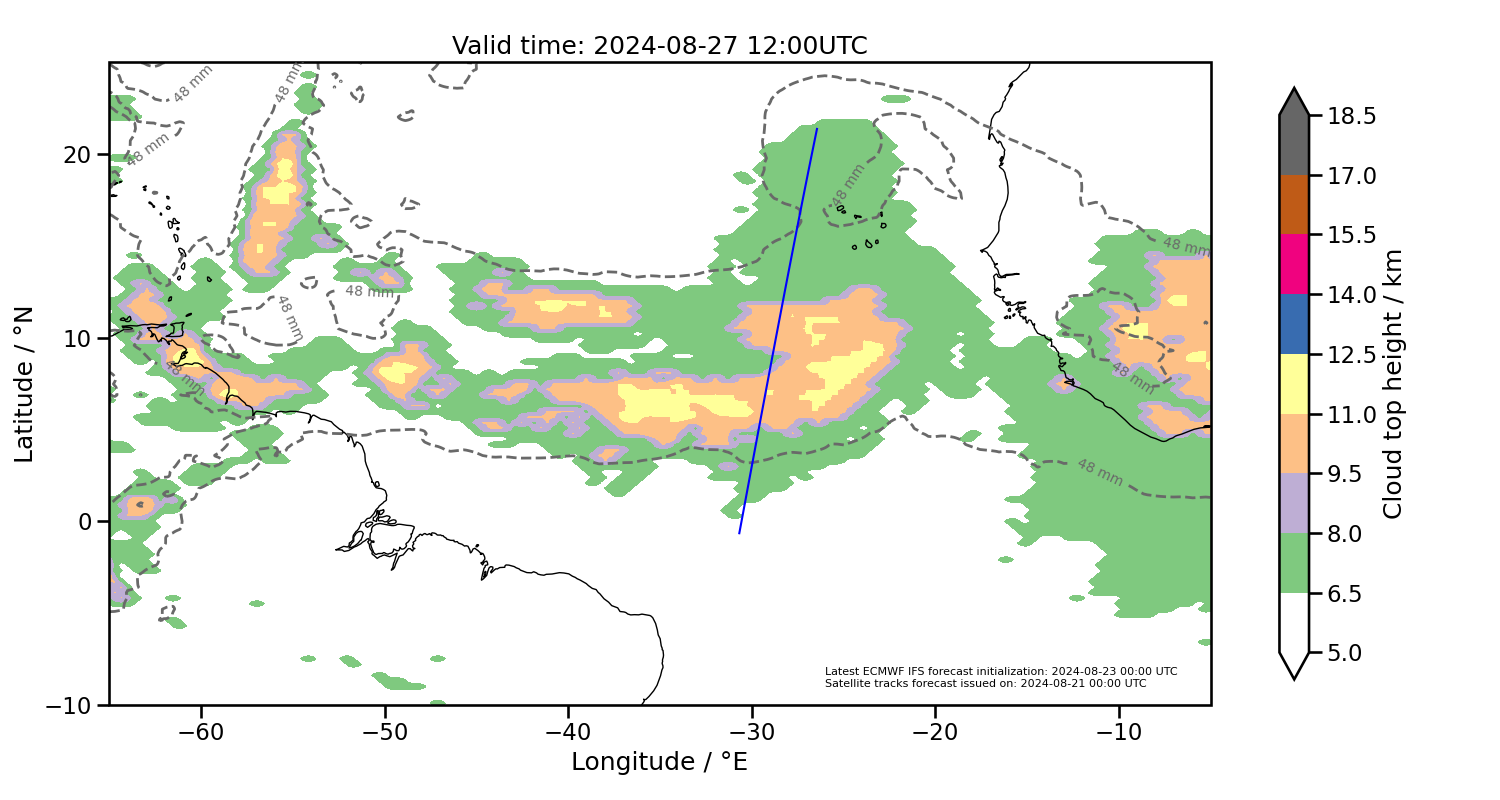 Valid time: 2024-08-27 12:00UTC
48 mm
48 mm
48 mm
48 mm
48 mm
48 mm
48 mm
48 mm
48 mm
48 mm
20
10
0
−10
Latitude / °N
−60
−50
−40
−30
−20
−10
Longitude / °E
Latest ECMWF IFS forecast initialization: 2024-08-23 00:00 UTC
Satellite tracks forecast issued on: 2024-08-21 00:00 UTC
18.5
17.0
15.5
14.0
12.5
11.0
9.5
8.0
6.5
5.0
Cloud top height / km